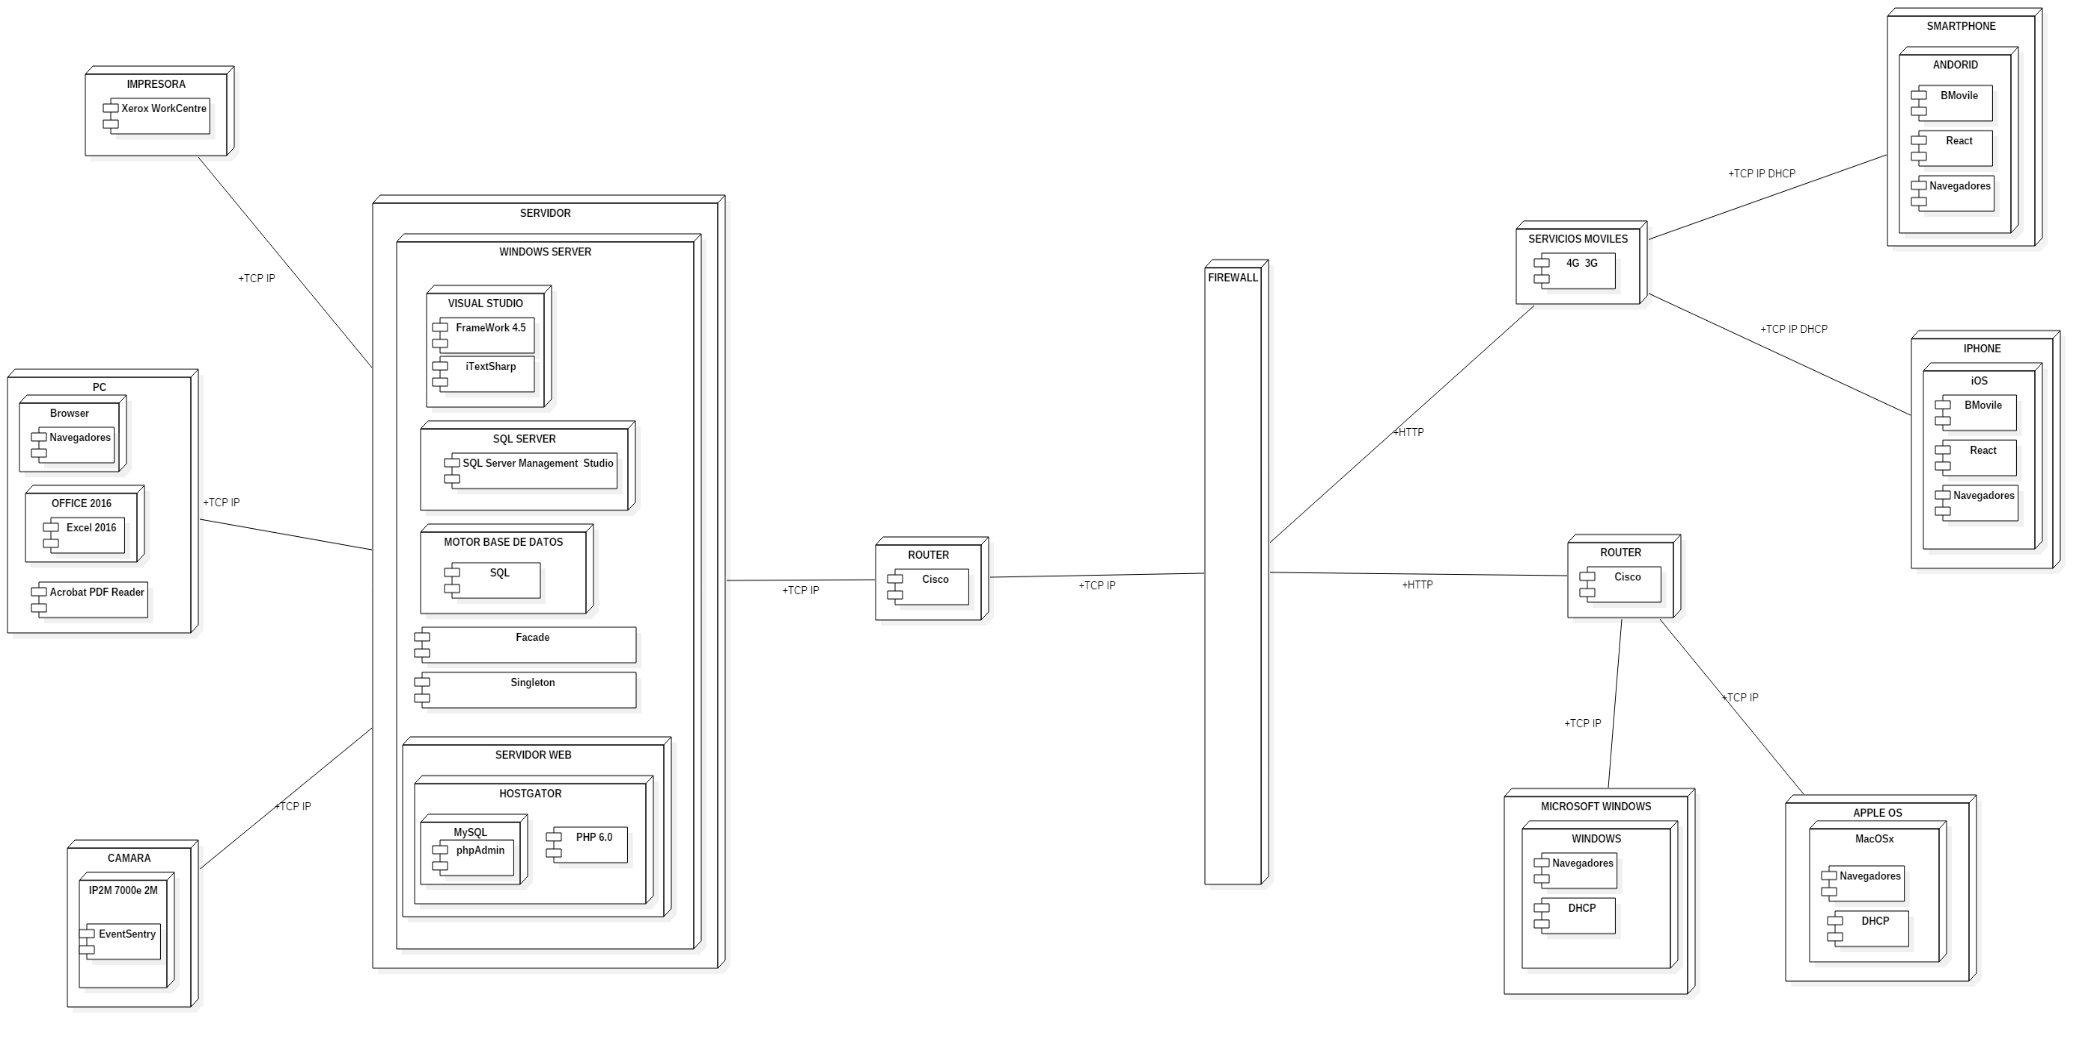 IMPRESORA
Xerox WorkCentre
+TCP IP
PC
Browser
Navegadores
OFFICE 2016
Excel 2016
Acrobat PDF Reader
+TCP IP
CAMARA
IP2M 7000e 2M
EventSentry
+TCP IP
SERVIDOR
WINDOWS SERVER
VISUAL STUDIO
FrameWork 4.5
iTextSharp
SQL SERVER
SQL Server Management  Studio
MOTOR BASE DE DATOS
SQL
Facade
Singleton
SERVIDOR WEB
HOSTGATOR
MySQL
phpAdmin
PHP 6.0
+TCP IP
ROUTER
Cisco
+TCP IP
FIREWALL
+HTTP
+HTTP
SERVICIOS MOVILES
4G  3G
+TCP IP DHCP
+TCP IP DHCP
SMARTPHONE
ANDORID
BMovile
React
Navegadores
IPHONE
iOS
BMovile
React
Navegadores
ROUTER
Cisco
+TCP IP
+TCP IP
MICROSOFT WINDOWS
WINDOWS
Navegadores
DHCP
APPLE OS
MacOSx
Navegadores
DHCP